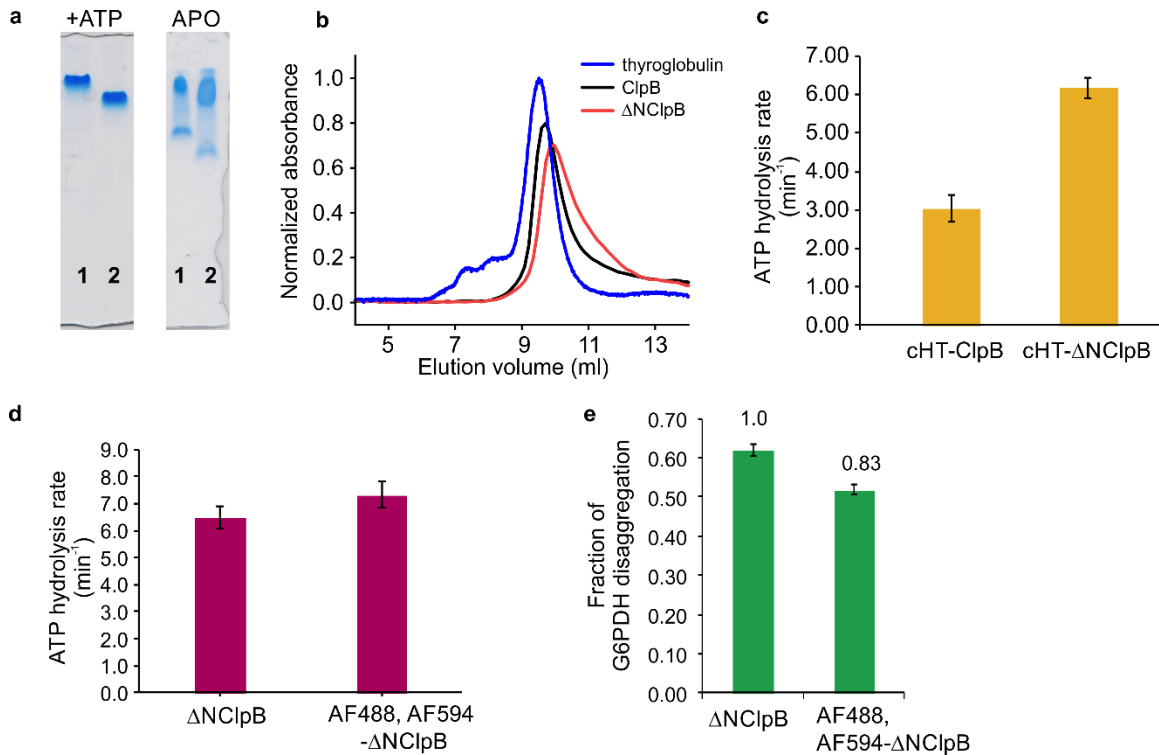 a
+ATP
APO
1
2
1
2
b
Normalized absorbance
1.0
0.8
0.6
0.4
0.2
0.0
5
7
9
11
13
Elution volume (ml)
thyroglobulin
ClpB
ΔNClpB
c
ATP hydrolysis rate
(min⁻¹)
7.00
6.00
5.00
4.00
3.00
2.00
1.00
0.00
cHT-ClpB
cHT-ΔNClpB
d
ATP hydrolysis rate
(min⁻¹)
9.0
8.0
7.0
6.0
5.0
4.0
3.0
2.0
1.0
0.0
ΔNClpB
AF488, AF594
-ΔNClpB
e
Fraction of
G6PDH disaggregation
0.70
0.60
0.50
0.40
0.30
0.20
0.10
0.00
1.0
0.83
ΔNClpB
AF488,
AF594-ΔNClpB